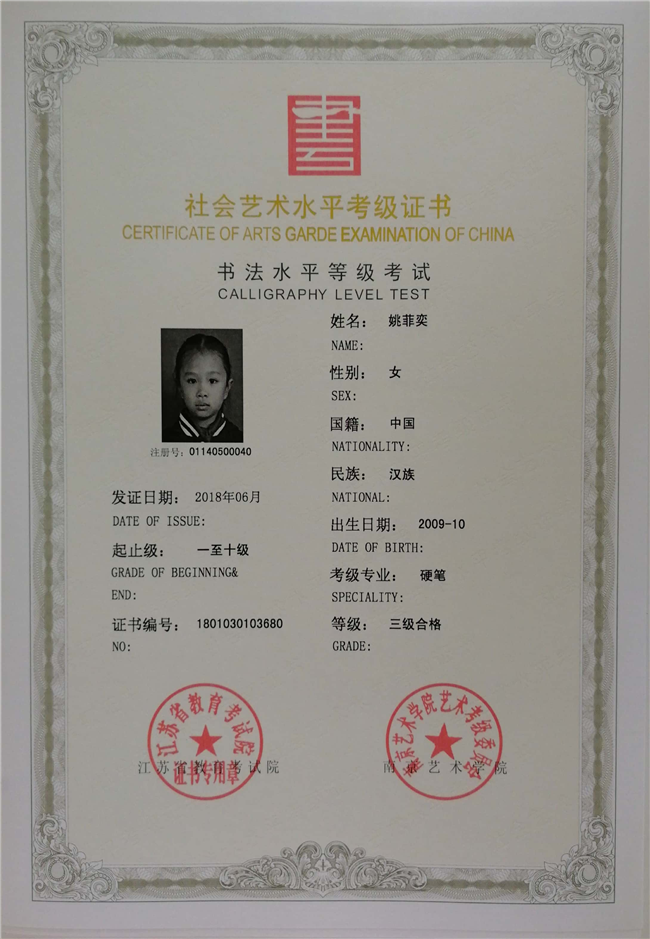 社会艺术水平考级证书
CERTIFICATE OF ARTS GARDE EXAMINATION OF CHINA
书法水平等级考试
CALLIGRAPHY LEVEL TEST
姓名： 姚菲奕
NAME:
性别： 女
SEX:
国籍： 中国
NATIONALITY:
民族： 汉族
NATIONAL:
出生日期： 2009-10
DATE OF BIRTH:
考级专业： 硬笔
SPECIALITY:
等级： 三级合格
GRADE:
注册号：01140500040
发证日期： 2018年06月
DATE OF ISSUE:
起止级： 一至十级
GRADE OF BEGINNING&
END:
证书编号： 1801030103680
NO:
江苏省教育考试院
证书专用章
江苏省教育考试院
南京艺术学院艺术考级委员会
南京艺术学院